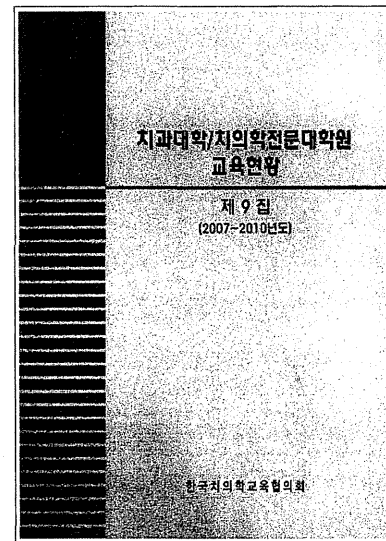 치과대학/치의학전문대학원
교육현황
제 9 집
(2007-2010년도)
한국치의학교육협의회